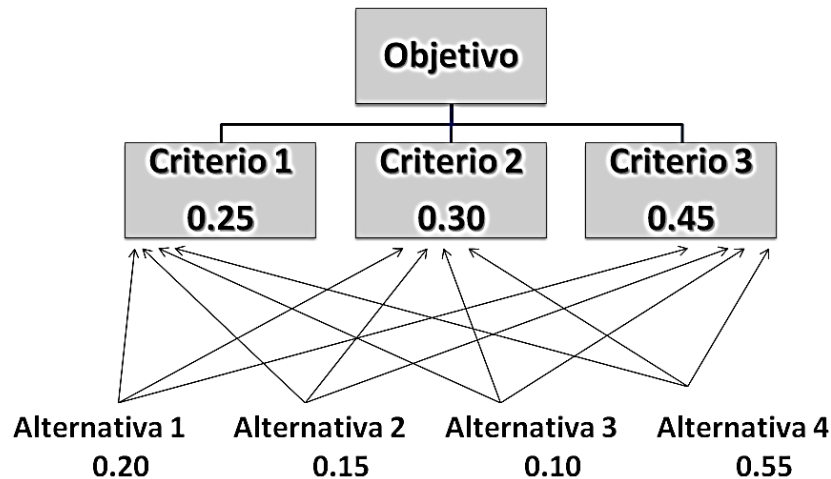 Objetivo
Criterio 1
0.25
Criterio 2
0.30
Criterio 3
0.45
Alternativa 1
0.20
Alternativa 2
0.15
Alternativa 3
0.10
Alternativa 4
0.55